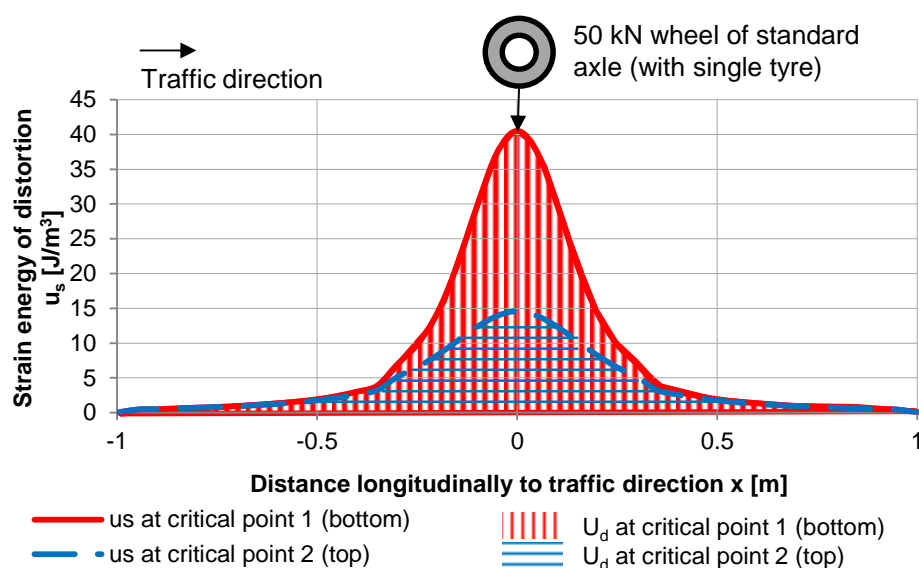 50 kN wheel of standard
axle (with single tyre)
Traffic direction
Strain energy of distortion
us [J/m³]
45
40
35
30
25
20
15
10
5
0
-1
-0.5
0
0.5
1
Distance longitudinally to traffic direction x [m]
us at critical point 1 (bottom)
us at critical point 2 (top)
Ud at critical point 1 (bottom)
Ud at critical point 2 (top)